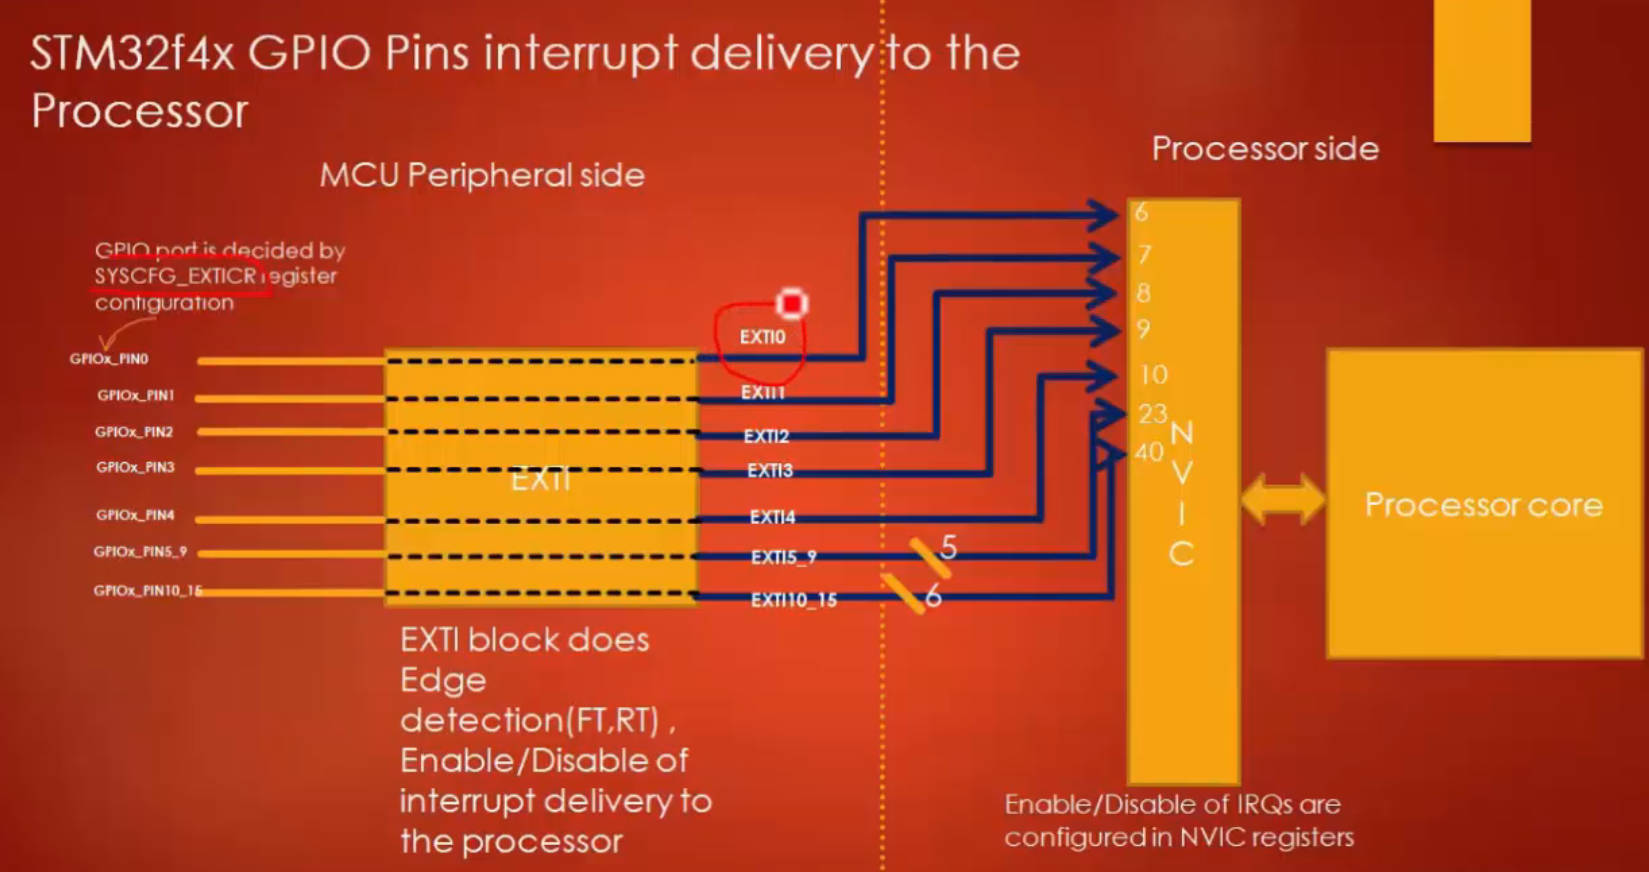 STM32f4x GPIO Pins interrupt delivery to the
Processor
MCU Peripheral side
Processor side
GPIO port is decided by
SYSCFG_EXTICR register
configuration
GPIOx_PIN0
GPIOx_PIN1
GPIOx_PIN2
GPIOx_PIN3
GPIOx_PIN4
GPIOx_PIN5_9
GPIOx_PIN10_15
EXTI
EXTI0
EXTI1
EXTI2
EXTI3
EXTI4
EXTI5_9
EXTI10_15
5
6
6
7
8
9
10
23
40
N
V
I
C
Processor core
EXTI block does
Edge
detection(FT,RT) ,
Enable/Disable of
interrupt delivery to
the processor
Enable/Disable of IRQs are
configured in NVIC registers